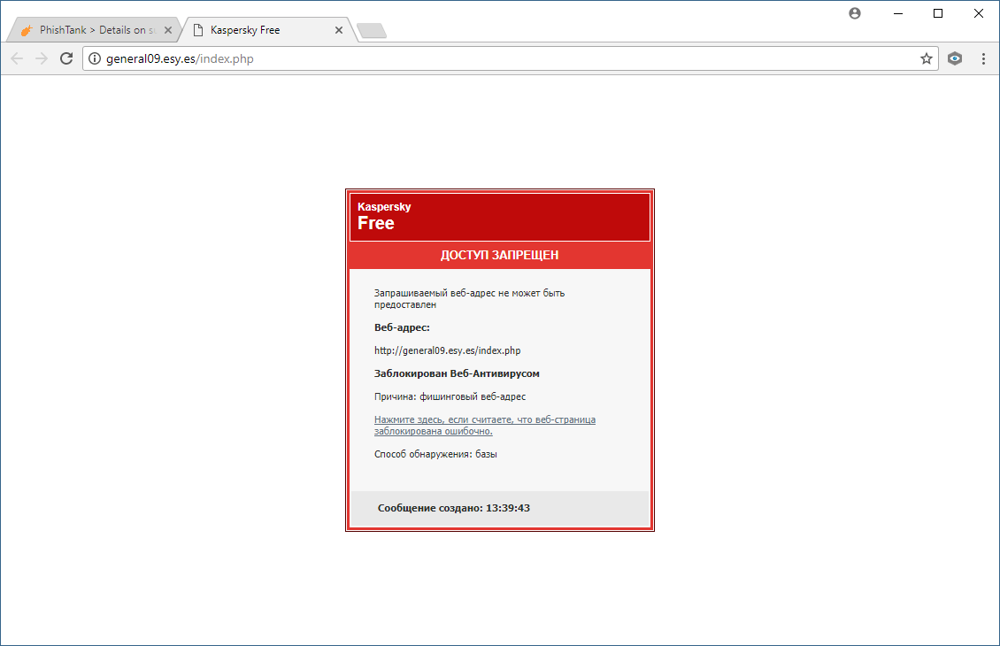 PhishTank > Details on
Kaspersky Free
general09.esy.es/index.php
Kaspersky
Free
ДОСТУП ЗАПРЕЩЕН
Запрашиваемый веб-адрес не может быть
предоставлен
Веб-адрес:
http://general09.esy.es/index.php
Заблокирован Веб-Антивирусом
Причина: фишинговый веб-адрес
Нажмите здесь, если считаете, что веб-страница
заблокирована ошибочно.
Способ обнаружения: базы
Сообщение создано: 13:39:43